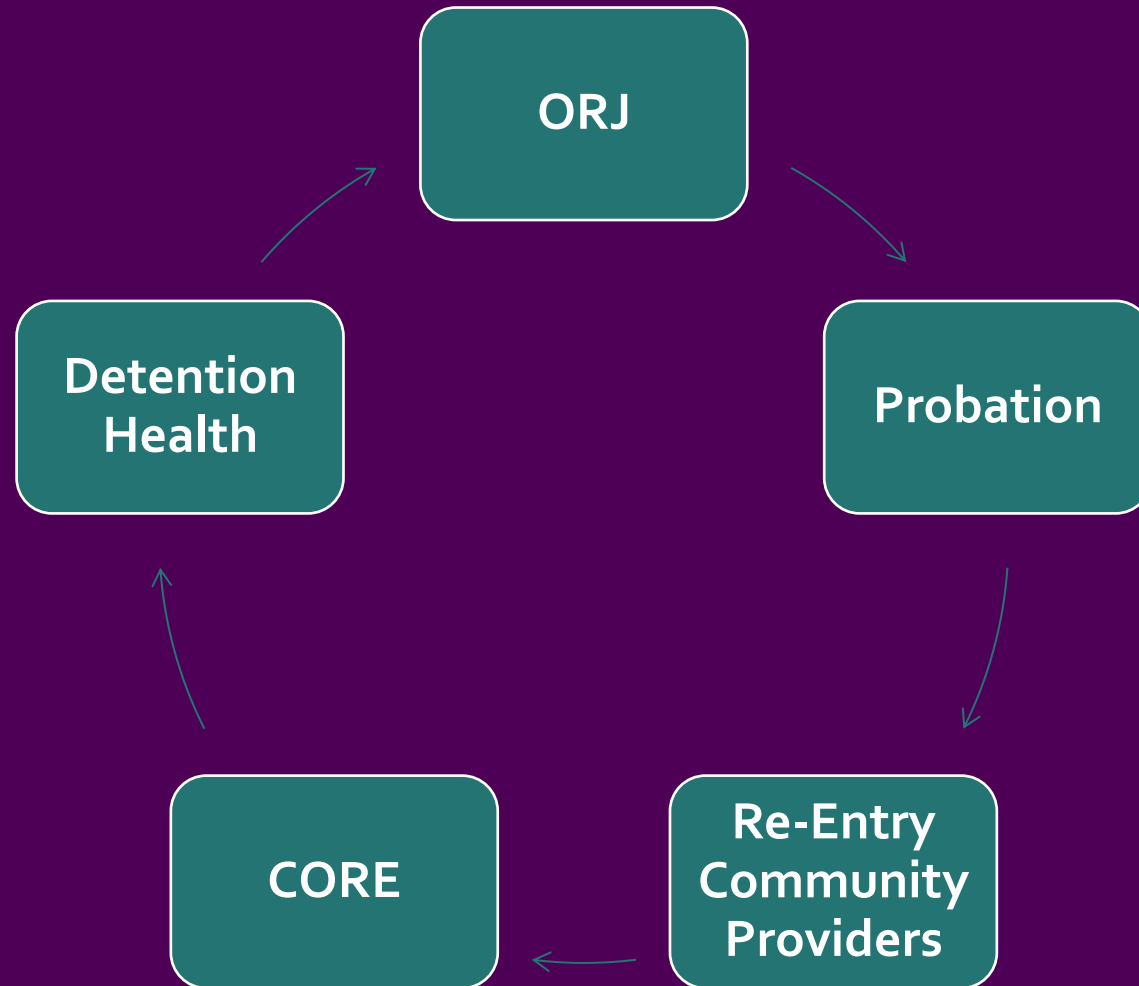 ORJ
Detention
Health
Probation
CORE
Re-Entry
Community
Providers